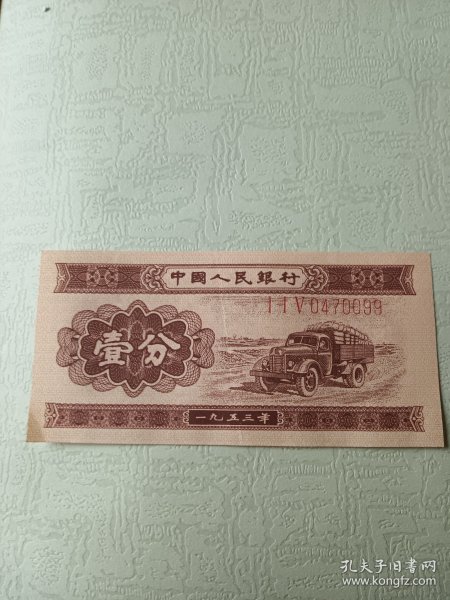 中國人民銀行
I I V 0470099
壹分
一九五三年
孔夫子旧书网
www.kongfz.com